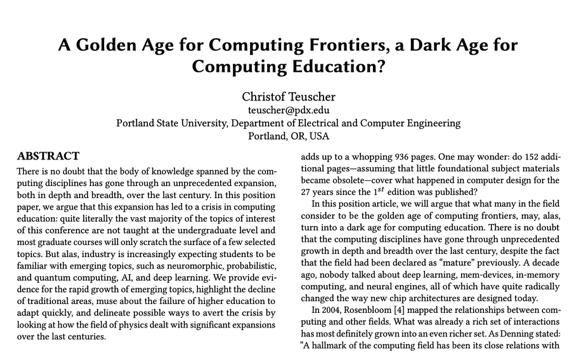 A Golden Age for Computing Frontiers, a Dark Age for
Computing Education?
Christof Teuscher
teuscher@pdx.edu
Portland State University, Department of Electrical and Computer Engineering
Portland, OR, USA
ABSTRACT
There is no doubt that the body of knowledge spanned by the com-
puting disciplines has gone through an unprecedented expansion,
both in depth and breadth, over the last century. In this position
paper, we argue that this expansion has led to a crisis in computing
education: quite literally the vast majority of the topics of interest
of this conference are not taught at the undergraduate level and
most graduate courses will only scratch the surface of a few selected
topics. But alas, industry is increasingly expecting students to be
familiar with emerging topics, such as neuromorphic, probabilistic,
and quantum computing, AI, and deep learning. We provide evi-
dence for the rapid growth of emerging topics, highlight the decline
of traditional areas, muse about the failure of higher education to
adapt quickly, and delineate possible ways to avert the crisis by
looking at how the field of physics dealt with significant expansions
over the last centuries.
adds up to a whopping 936 pages. One may wonder: do 152 addi-
tional pages—assuming that little foundational subject materials
became obsolete—cover what happened in computer design for the
27 years since the 1st edition was published?
In this position article, we will argue that what many in the field
consider to be the golden age of computing frontiers, may, alas,
turn into a dark age for computing education. There is no doubt
that the computing disciplines have gone through unprecedented
growth in depth and breadth over the last century, despite the fact
that the field had been declared as "mature" previously. A decade
ago, nobody talked about deep learning, mem-devices, in-memory
computing, and neural engines, all of which have quite radically
changed the way new chip architectures are designed today.
In 2004, Rosenbloom [4] mapped the relationships between com-
puting and other fields. What was already a rich set of interactions
has most definitely grown into an even richer set. As Denning stated:
"A hallmark of the computing field has been its close relations with